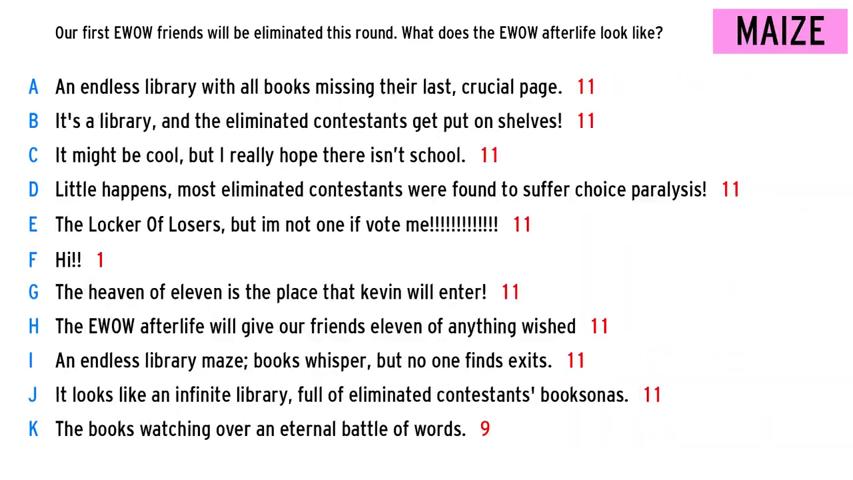 Our first EWOW friends will be eliminated this round. What does the EWOW afterlife look like?
MAIZE
A An endless library with all books missing their last, crucial page. 11
B It's a library, and the eliminated contestants get put on shelves! 11
C It might be cool, but I really hope there isn’t school. 11
D Little happens, most eliminated contestants were found to suffer choice paralysis! 11
E The Locker Of Losers, but im not one if vote me!!!!!!!!!!!!! 11
F Hi!! 1
G The heaven of eleven is the place that kevin will enter! 11
H The EWOW afterlife will give our friends eleven of anything wished 11
I An endless library maze; books whisper, but no one finds exits. 11
J It looks like an infinite library, full of eliminated contestants' booksonas. 11
K The books watching over an eternal battle of words. 9